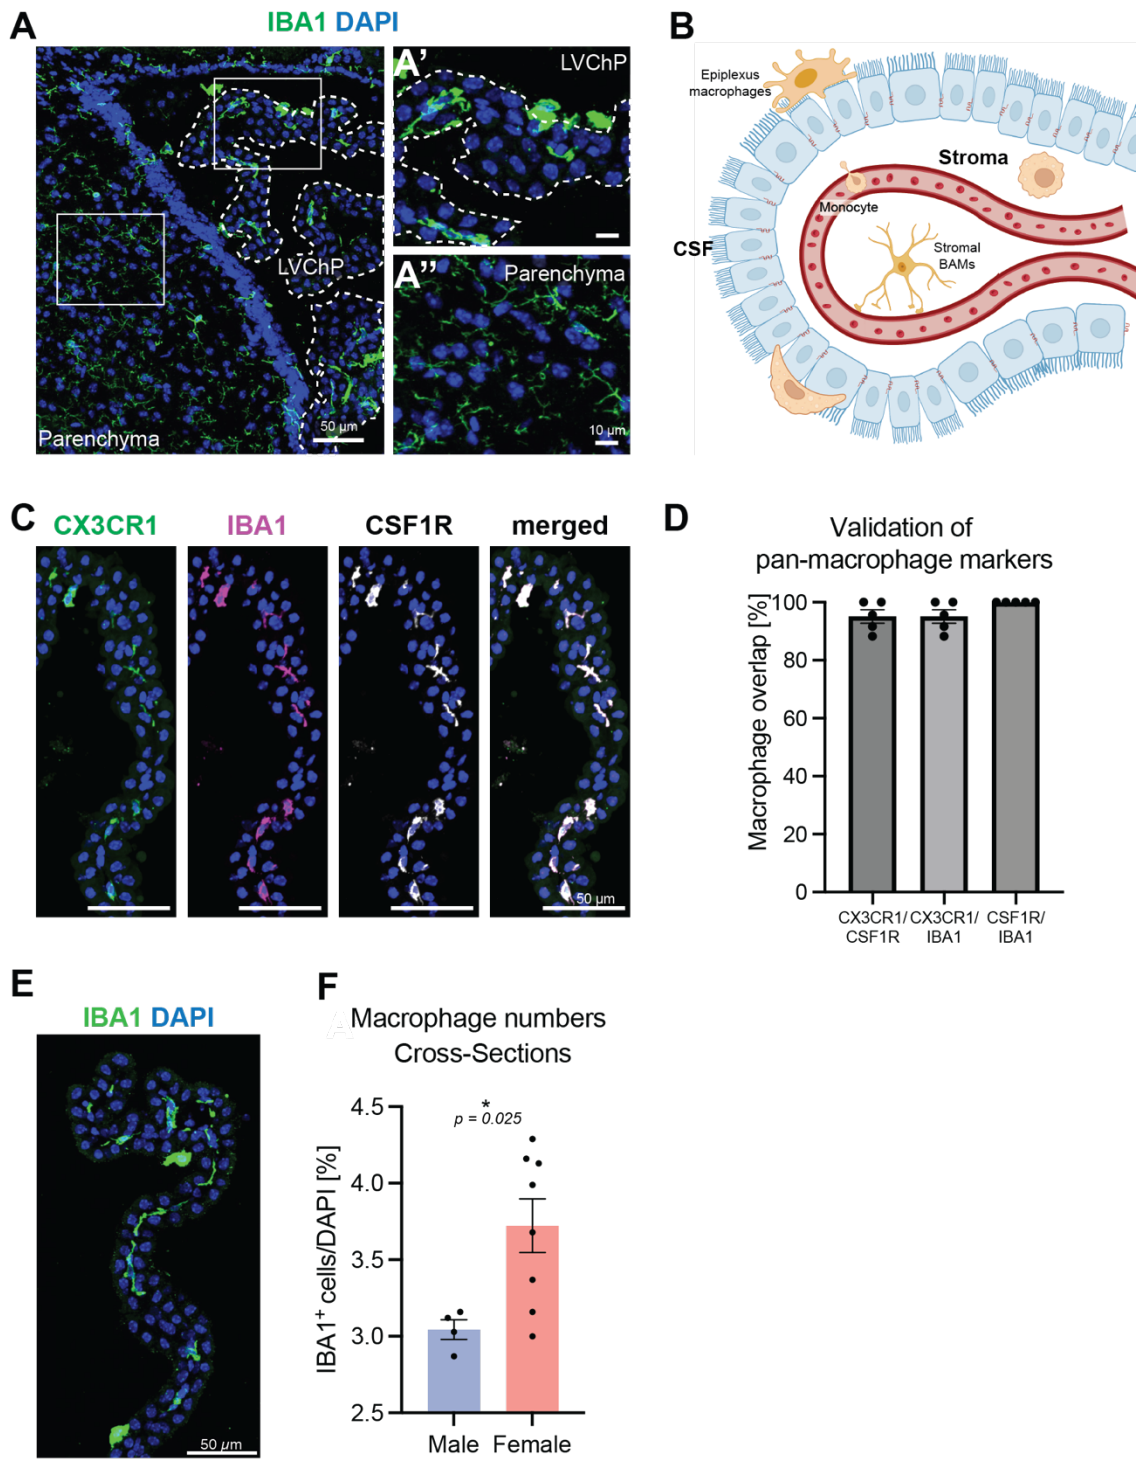 A
IBA1 DAPI
LVChP
Parenchyma
50 µm
A'
LVChP
A''
Parenchyma
10 µm
B
Epiplexus
macrophages
Stroma
Monocyte
CSF
Stromal
BAMs
C
CX3CR1
IBA1
CSF1R
merged
50 µm
D
Validation of
pan-macrophage markers
Macrophage overlap [%]
100
80
60
40
20
0
CX3CR1/
CSF1R
CX3CR1/
IBA1
CSF1R/
IBA1
E
IBA1 DAPI
50 µm
F
Macrophage numbers
Cross-Sections
IBA1+ cells/DAPI [%]
4.5
4.0
3.5
3.0
2.5
*
p = 0.025
Male
Female